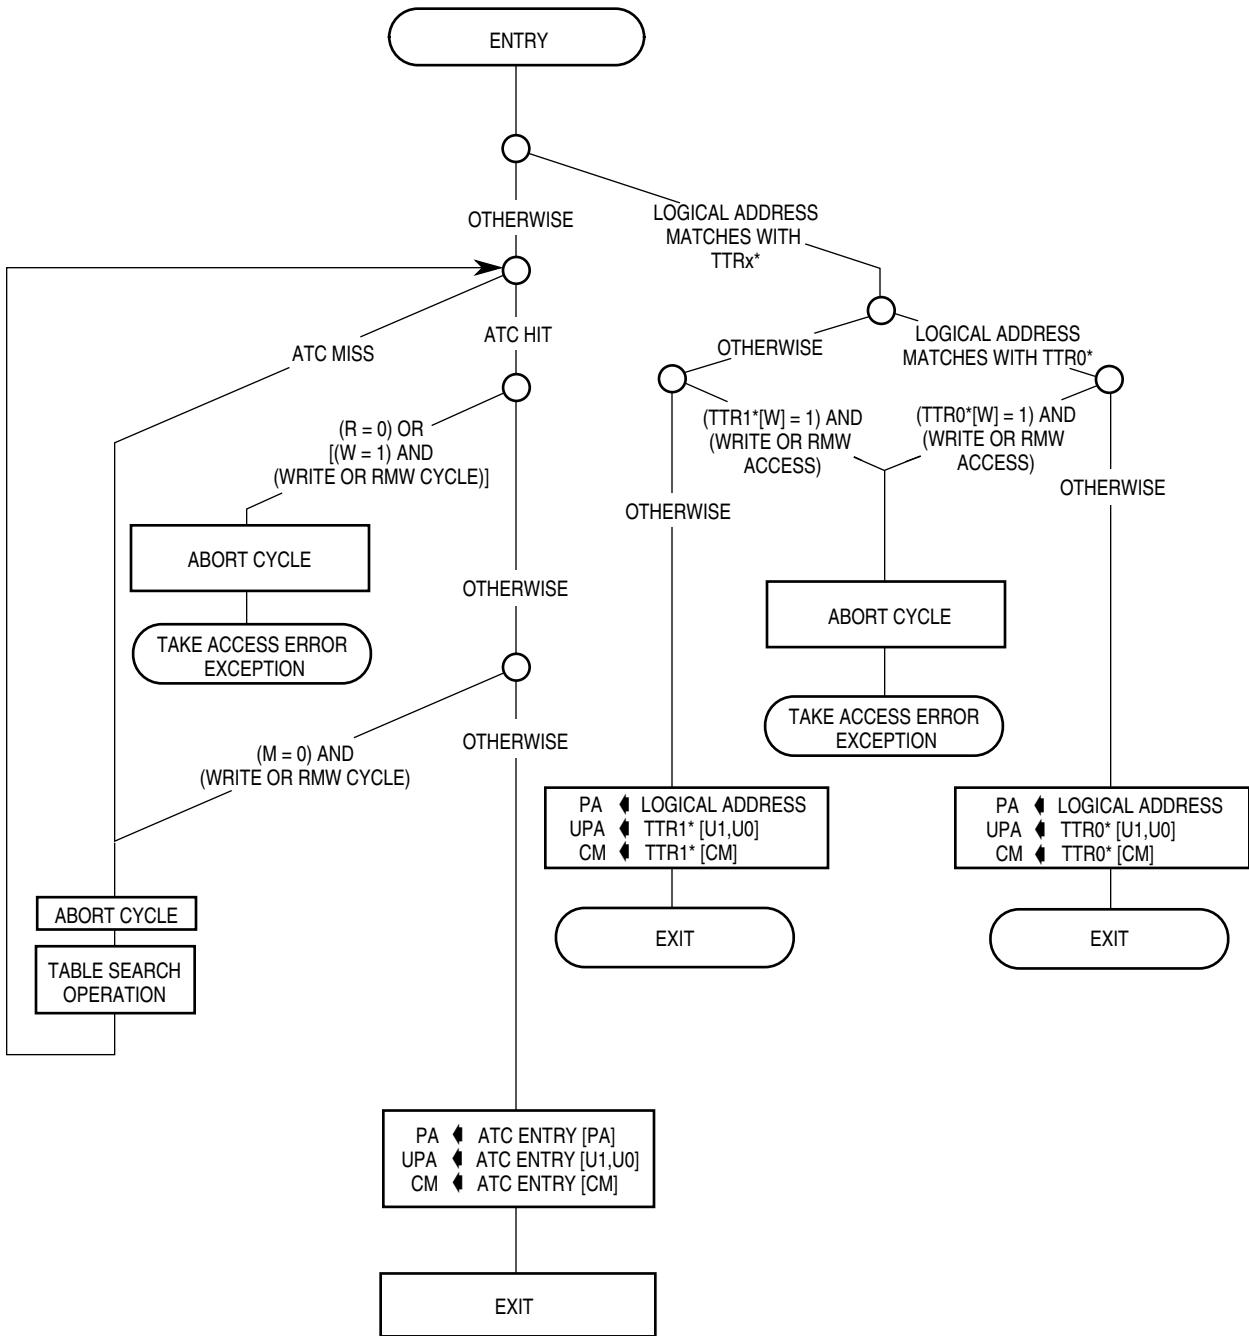 ENTRY
OTHERWISE
LOGICAL ADDRESS
MATCHES WITH
TTRx*
ATC MISS
ATC HIT
OTHERWISE
LOGICAL ADDRESS
MATCHES WITH TTR0*
(R = 0) OR
[(W = 1) AND
(WRITE OR RMW CYCLE)]
(TTR1*[W] = 1) AND
(WRITE OR RMW
ACCESS)
(TTR0*[W] = 1) AND
(WRITE OR RMW
ACCESS)
OTHERWISE
OTHERWISE
ABORT CYCLE
OTHERWISE
TAKE ACCESS ERROR
EXCEPTION
ABORT CYCLE
TAKE ACCESS ERROR
EXCEPTION
(M = 0) AND
(WRITE OR RMW CYCLE)
OTHERWISE
PA LOGICAL ADDRESS
UPA TTR1* [U1,U0]
CM TTR1* [CM]
PA LOGICAL ADDRESS
UPA TTR0* [U1,U0]
CM TTR0* [CM]
ABORT CYCLE
TABLE SEARCH
OPERATION
EXIT
EXIT
PA ATC ENTRY [PA]
UPA ATC ENTRY [U1,U0]
CM ATC ENTRY [CM]
EXIT